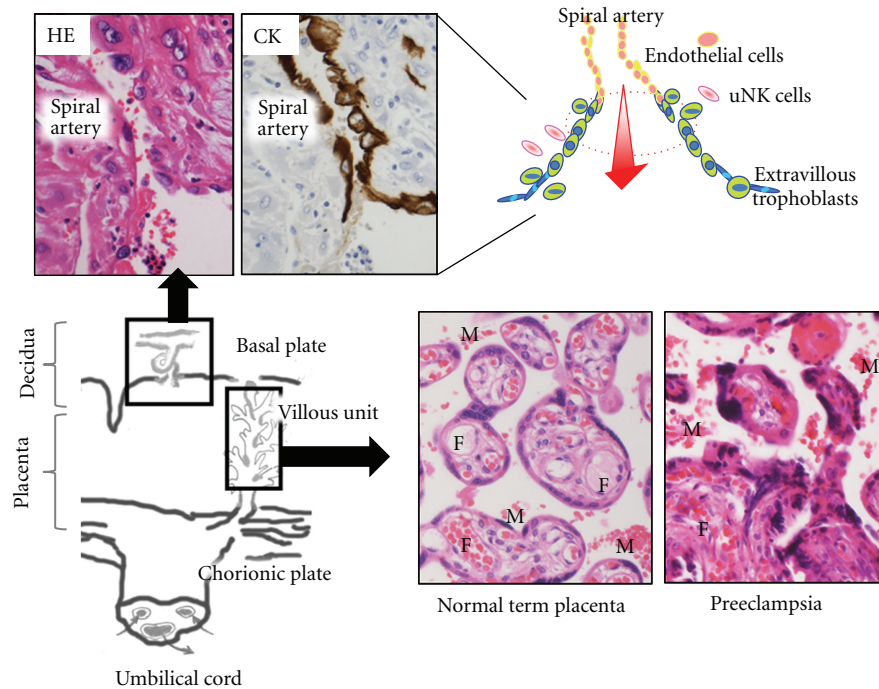 HE
CK
Spiral
artery
Spiral
artery
Spiral artery
Endothelial cells
uNK cells
Extravillous
trophoblasts
Decidua
Placenta
Basal plate
Villous unit
Chorionic plate
Umbilical cord
M
F
F
M
F
M
Normal term placenta
M
M
F
Preeclampsia